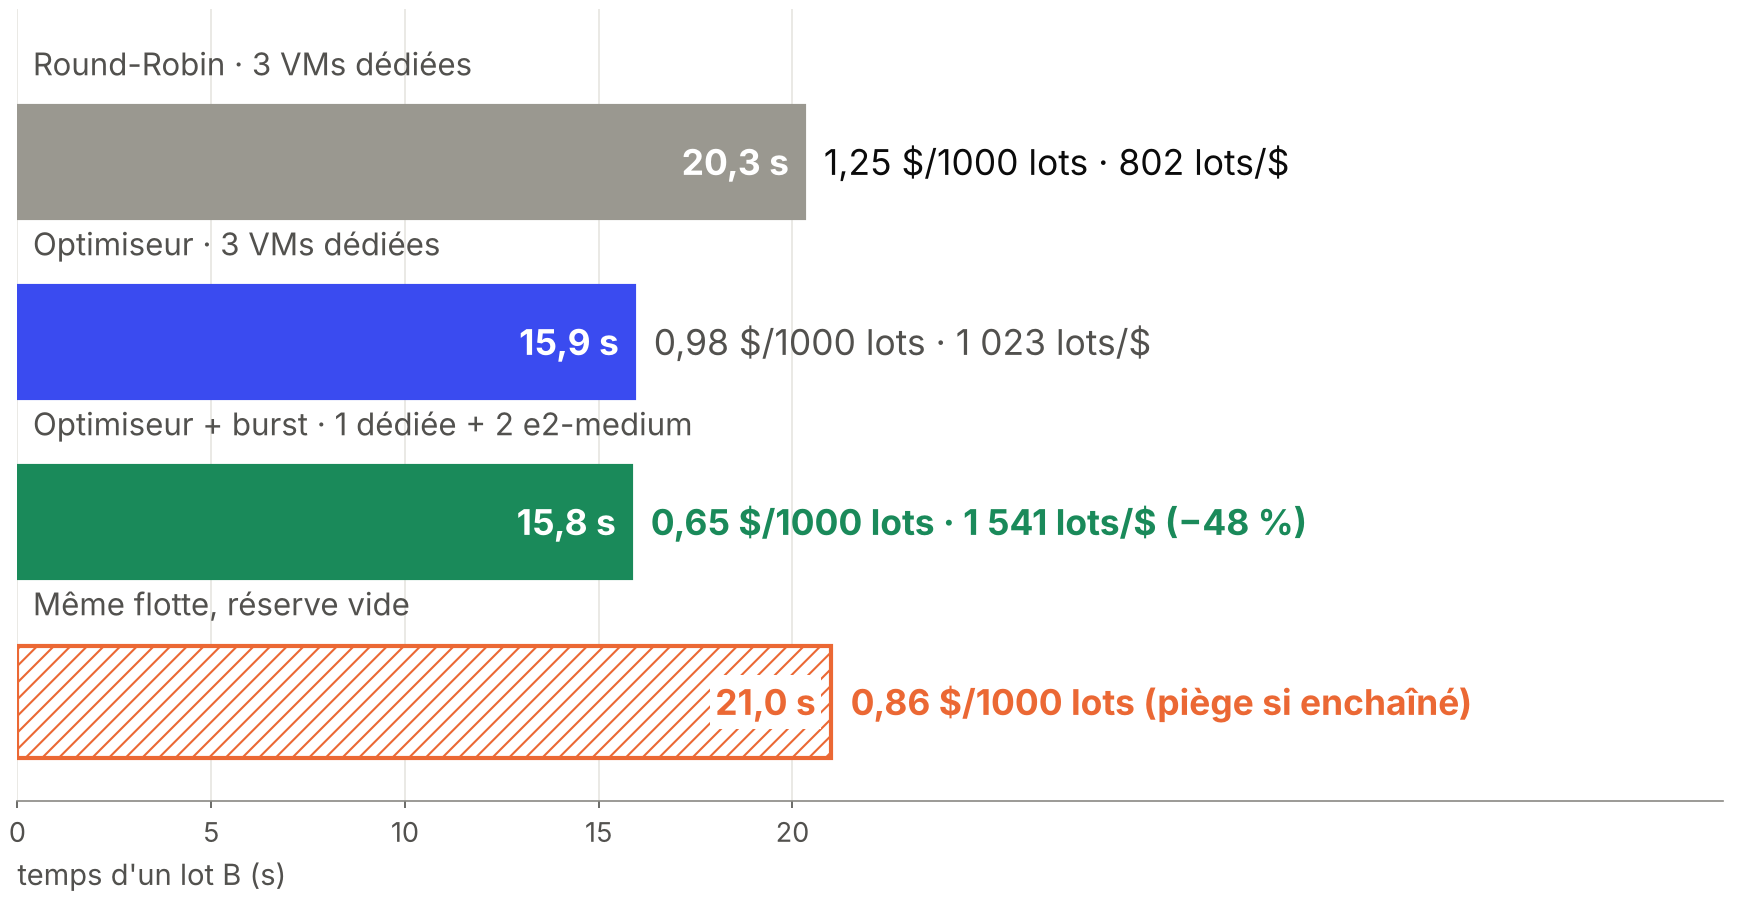 Round-Robin · 3 VMs dédiées
20,3 s 1,25 $/1000 lots · 802 lots/$
Optimiseur · 3 VMs dédiées
15,9 s 0,98 $/1000 lots · 1 023 lots/$
Optimiseur + burst · 1 dédiée + 2 e2-medium
15,8 s 0,65 $/1000 lots · 1 541 lots/$ (−48 %)
Même flotte, réserve vide
21,0 s 0,86 $/1000 lots (piège si enchaîné)
0 5 10 15 20
temps d'un lot B (s)